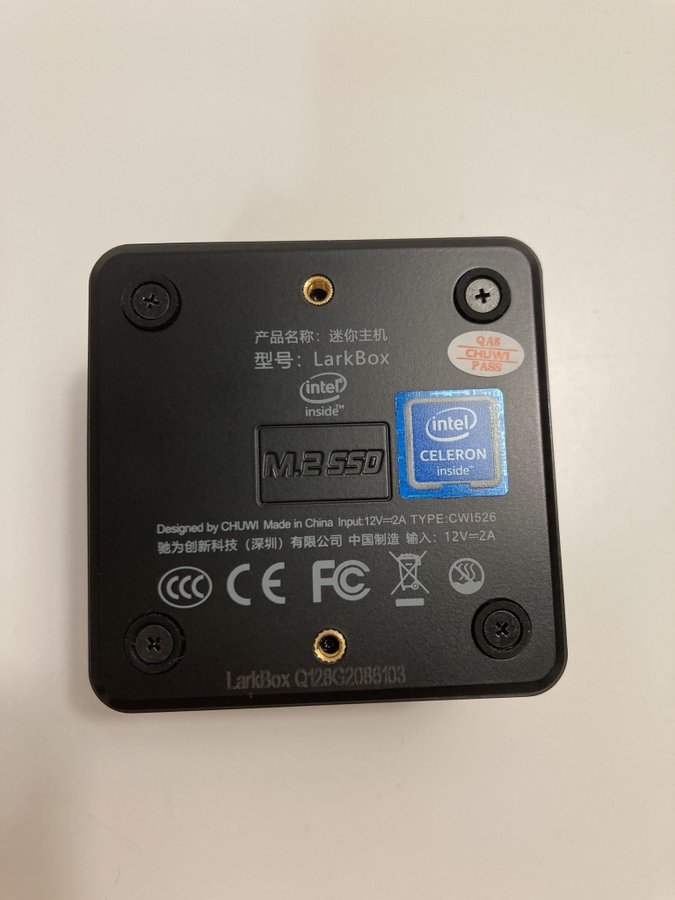 产品名称：迷你主机
型号：LarkBox
QA8
CHUWI
PASS
intel
inside™
M.2 SSD
intel
CELERON
inside™
Designed by CHUWI Made in China Input:12V⎓2A TYPE:CWI526
驰为创新科技（深圳）有限公司 中国制造 输入：12V⎓2A
CCC CE FC
LarkBox Q128G2086103